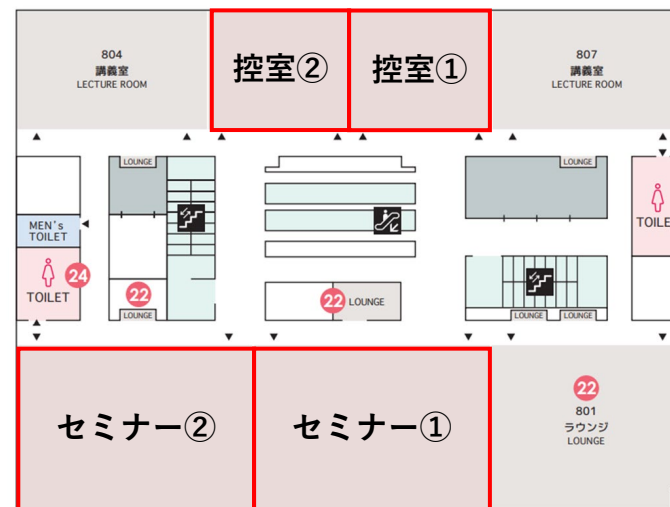 804
講義室
LECTURE ROOM
控室②
控室①
807
講義室
LECTURE ROOM
LOUNGE
LOUNGE
MEN's
TOILET
TOILET
24
TOILE
22
LOUNGE
22
LOUNGE
LOUNGE
LOUNGE
セミナー②
セミナー①
22
801
ラウンジ
LOUNGE